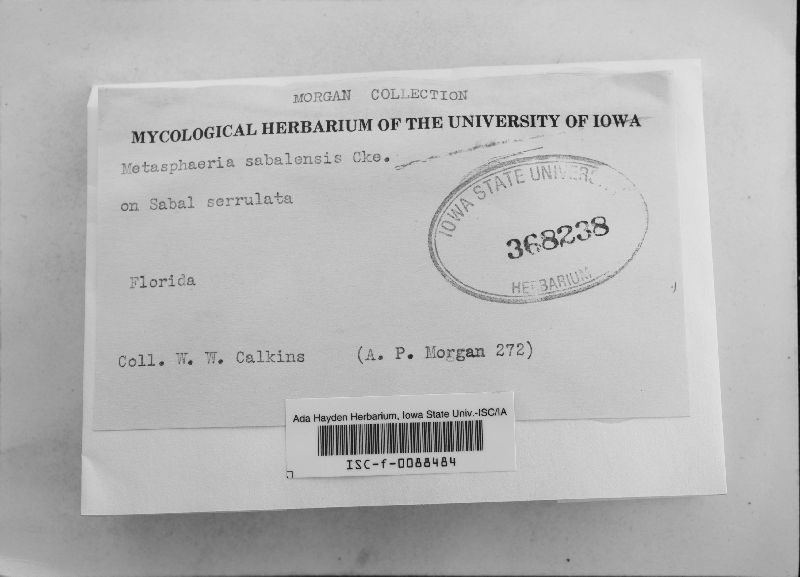 MORGAN COLLECTION
MYCOLOGICAL HERBARIUM OF THE UNIVERSITY OF IOWA
Metasphaeria sabalensis Cke.
on Sabal serrulata
IOWA STATE UNIVERSITY
368238
HERBARIUM
Florida
Coll. W. W. Calkins (A. P. Morgan 272)
Ada Hayden Herbarium, Iowa State Univ.-ISC/IA
ISC-f-0088484